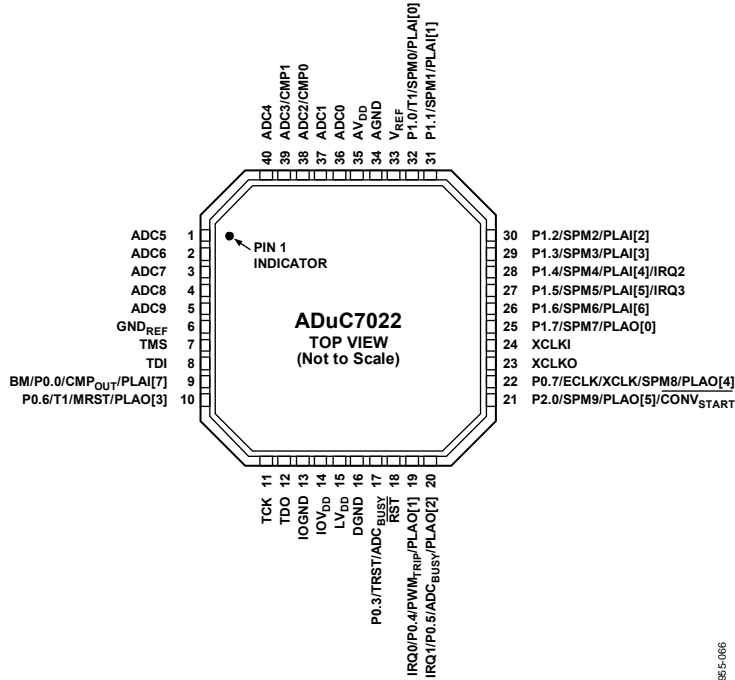 40 ADC4
39 ADC3/CMP1
38 ADC2/CMP0
37 ADC1
36 ADC0
35 AVDD
34 AGND
33 VREF
32 P1.0/T1/SPM0/PLAI[0]
31 P1.1/SPM1/PLAI[1]
ADC5 1
ADC6 2
ADC7 3
ADC8 4
ADC9 5
GNDREF 6
TMS 7
TDI 8
BM/P0.0/CMPOUT/PLAI[7] 9
P0.6/T1/MRST/PLAO[3] 10
PIN 1
INDICATOR
ADuC7022
TOP VIEW
(Not to Scale)
30 P1.2/SPM2/PLAI[2]
29 P1.3/SPM3/PLAI[3]
28 P1.4/SPM4/PLAI[4]/IRQ2
27 P1.5/SPM5/PLAI[5]/IRQ3
26 P1.6/SPM6/PLAI[6]
25 P1.7/SPM7/PLAO[0]
24 XCLKI
23 XCLKO
22 P0.7/ECLK/XCLK/SPM8/PLAO[4]
21 P2.0/SPM9/PLAO[5]/CONVSTART
TCK 11
TDO 12
IOGND 13
IOVDD 14
LVDD 15
DGND 16
P0.3/TRST/ADCBUSY 17
RST 18
IRQ0/P0.4/PWMTRIP/PLAO[1] 19
IRQ1/P0.5/ADCBUSY/PLAO[2] 20
955-066